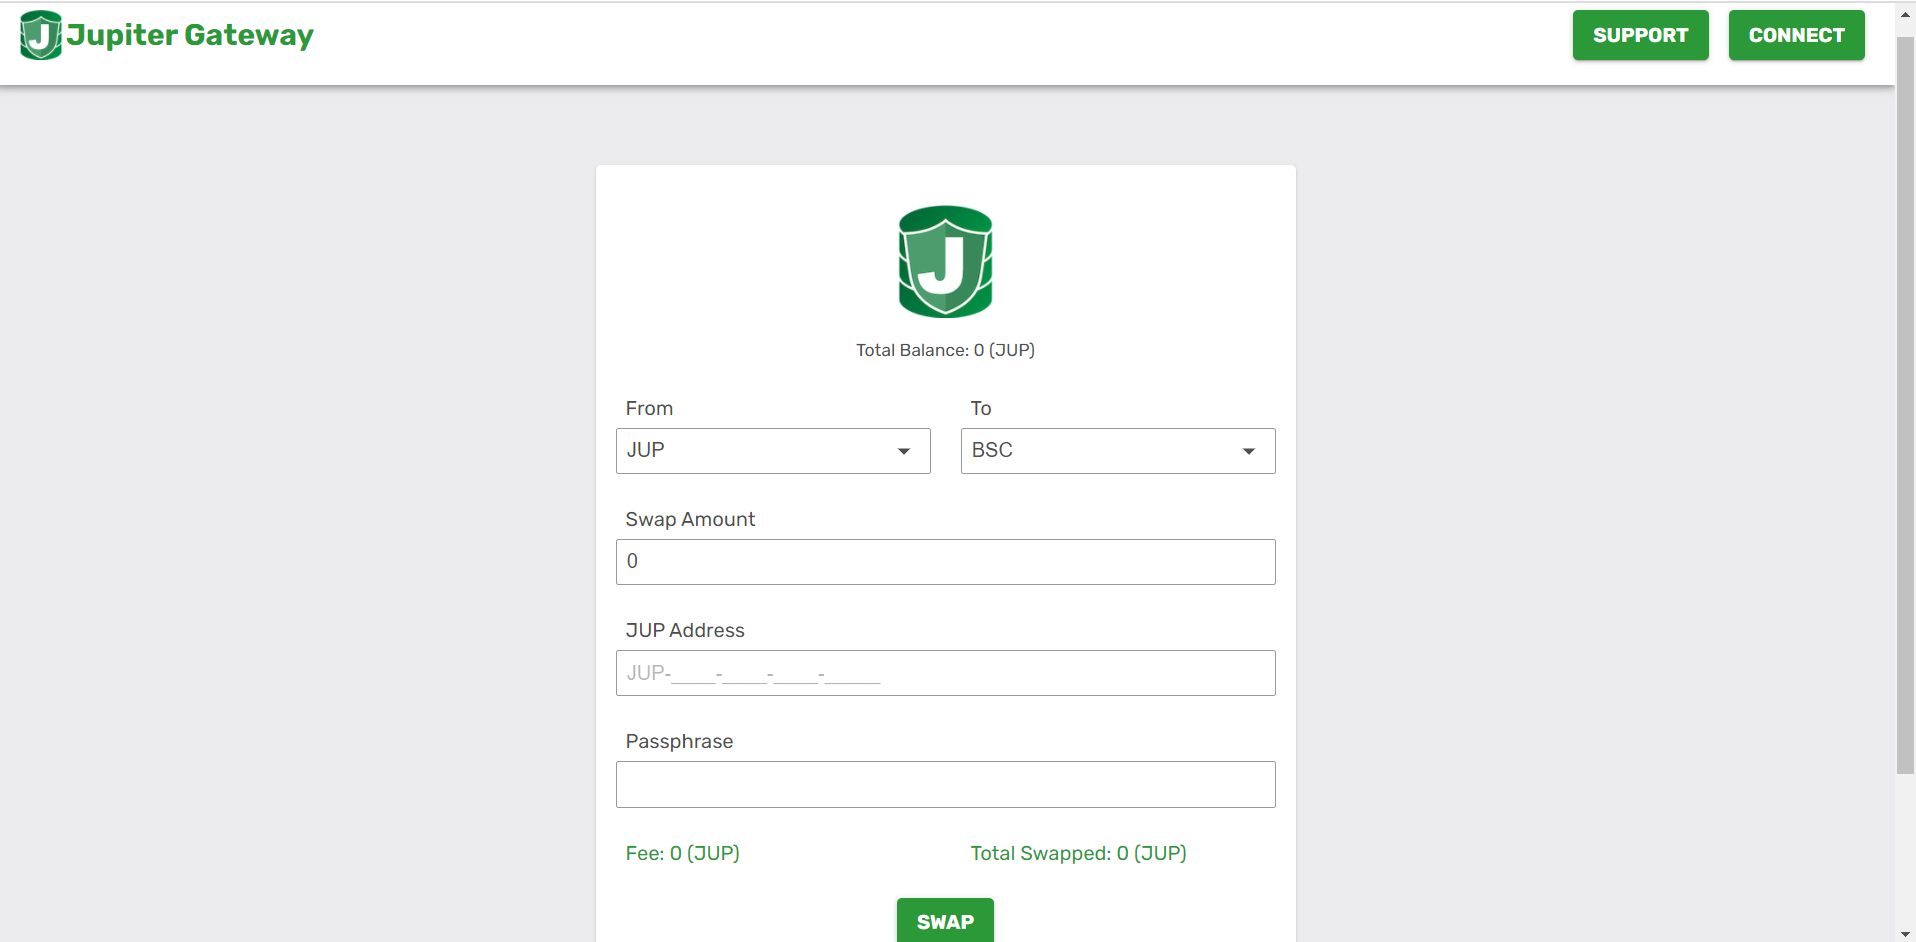 J Jupiter Gateway
SUPPORT
CONNECT
J
Total Balance: 0 (JUP)
From
To
JUP
BSC
Swap Amount
0
JUP Address
JUP-____-____-____-_____
Passphrase
Fee: 0 (JUP)
Total Swapped: 0 (JUP)
SWAP